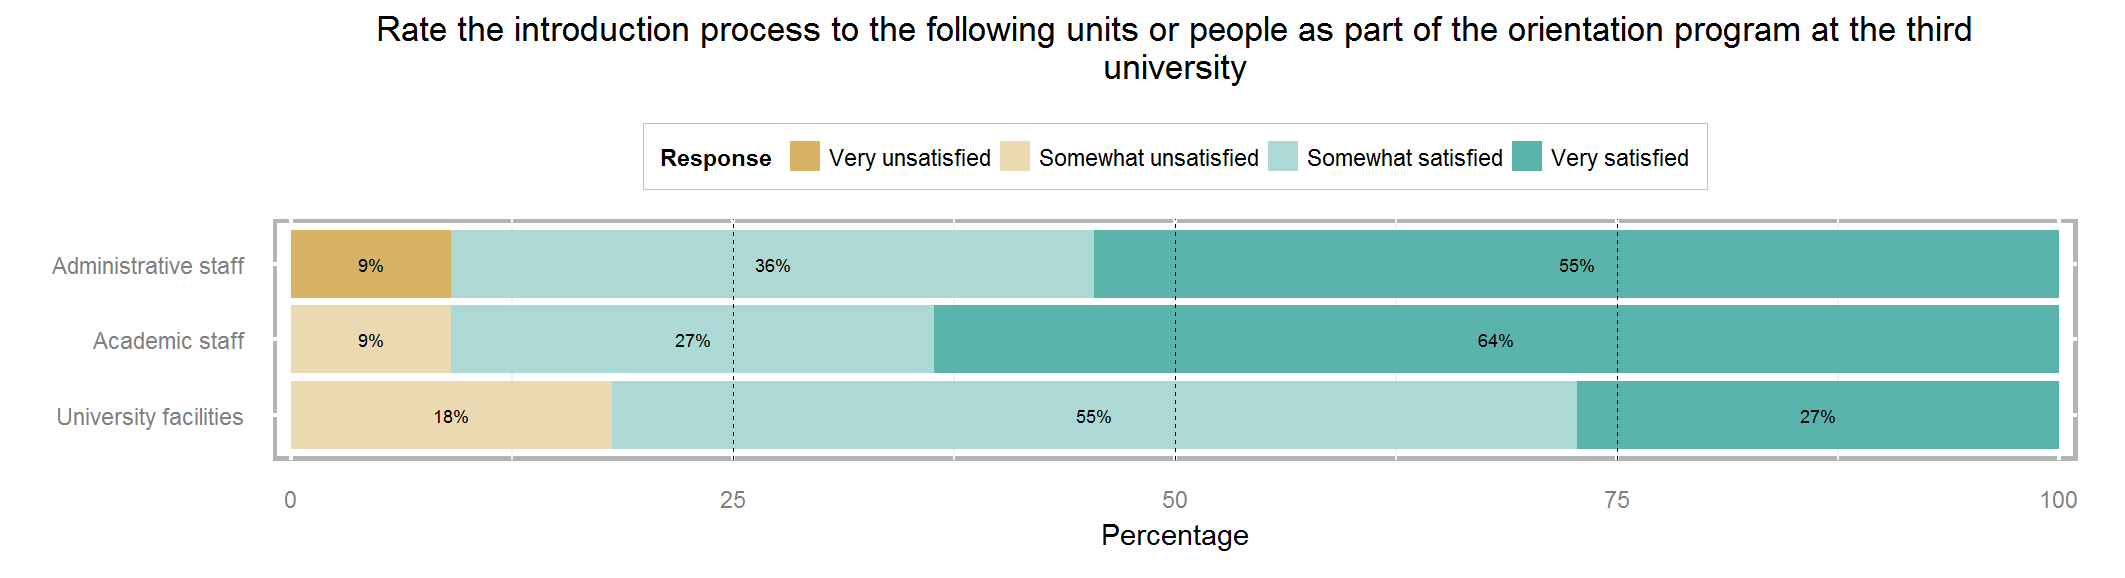 Rate the introduction process to the following units or people as part of the orientation program at the third
university
Response Very unsatisfied Somewhat unsatisfied Somewhat satisfied Very satisfied
Administrative staff 9% 36% 55%
Academic staff 9% 27% 64%
University facilities 18% 55% 27%
0 25 50 75 100
Percentage